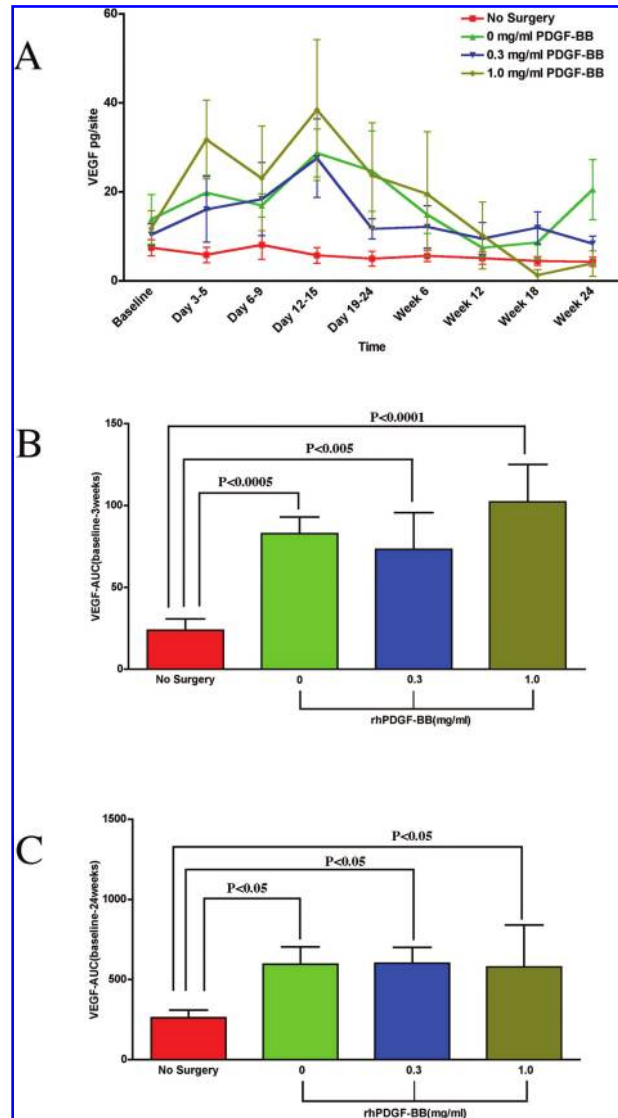 A
No Surgery
0 mg/ml PDGF-BB
0.3 mg/ml PDGF-BB
1.0 mg/ml PDGF-BB
VEGF pg/site
60
40
20
0
Baseline
Day 3-5
Day 6-9
Day 12-15
Day 19-24
Week 6
Week 12
Week 18
Week 24
Time
B
P<0.0001
P<0.005
P<0.0005
VEGF-AUC(baseline-3weeks)
150
100
50
0
No Surgery 0 0.3 1.0
rhPDGF-BB(mg/ml)
C
P<0.05
P<0.05
P<0.05
VEGF-AUC(baseline-24weeks)
1500
1000
500
0
No Surgery 0 0.3 1.0
rhPDGF-BB(mg/ml)